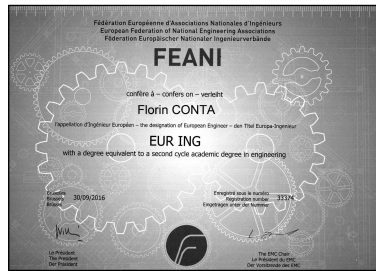 Fédération Européenne d'Associations Nationales d'Ingénieurs
European Federation of National Engineering Associations
Föderation Europäischer Nationaler Ingenieurverbände
FEANI
confère à – confers on – verleiht
Florin CONTA
l'appellation d'Ingénieur Européen – the designation of European Engineer – den Titel Europa-Ingenieur
EUR ING
with a degree equivalent to a second cycle academic degree in engineering
Bruxelles
Brussels 30/09/2016
Brüssel
Enregistré sous le numéro
Registration number 33374
Eingetragen unter der Nummer
Le Président
The President
Der Präsident
The EMC Chair
Le Président du EMC
Der Vorsitzende des EMC